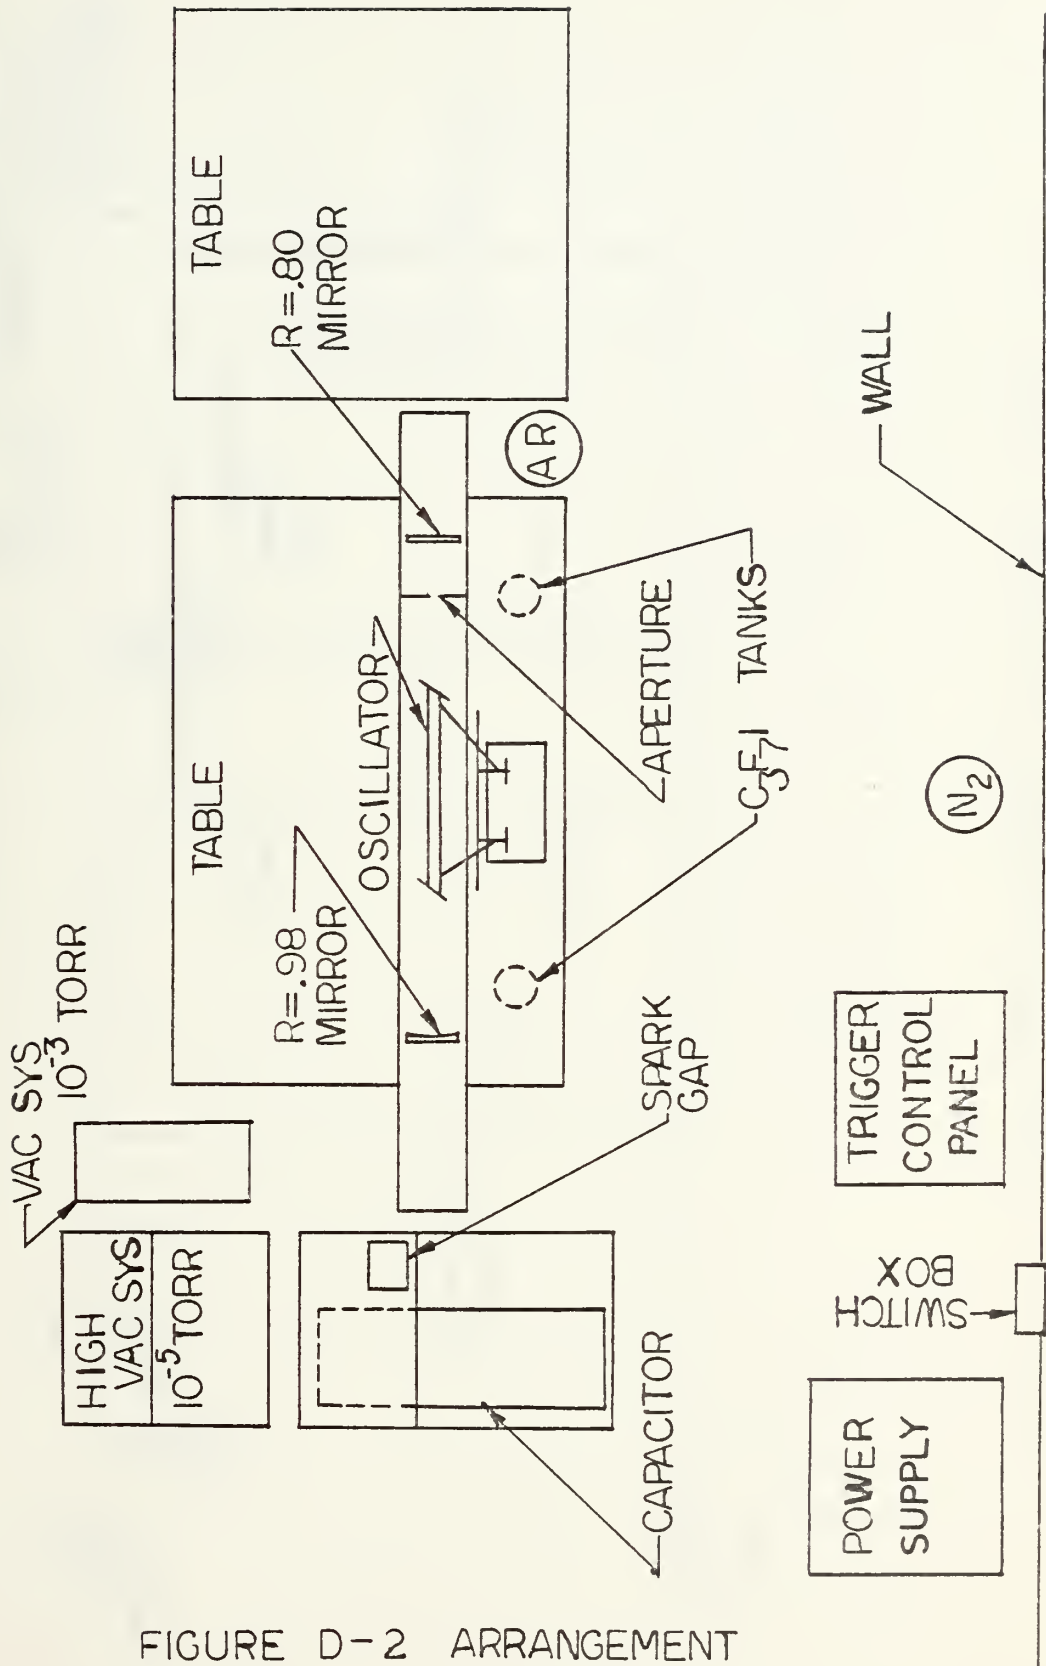 VAC SYS
10⁻³ TORR
HIGH
VAC SYS
10⁻⁵ TORR
TABLE
TABLE
R=.98
MIRROR
OSCILLATOR
R=.80
MIRROR
AR
CAPACITOR
SPARK
GAP
APERTURE
C₃F₇I TANKS
POWER
SUPPLY
SWITCH
BOX
TRIGGER
CONTROL
PANEL
N₂
WALL
FIGURE D-2 ARRANGEMENT